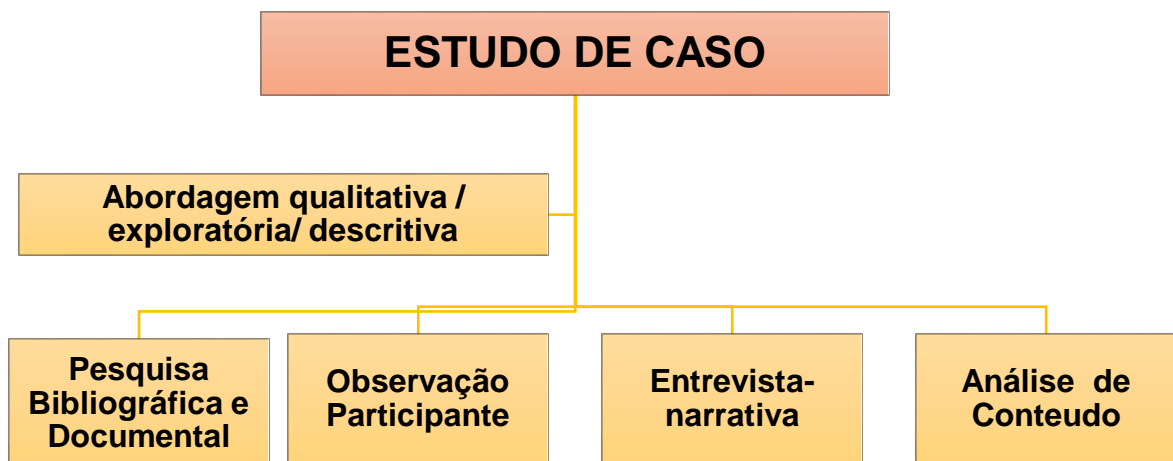 ESTUDO DE CASO
Abordagem qualitativa /
exploratória/ descritiva
Pesquisa
Bibliográfica e
Documental
Observação
Participante
Entrevista-
narrativa
Análise de
Conteudo